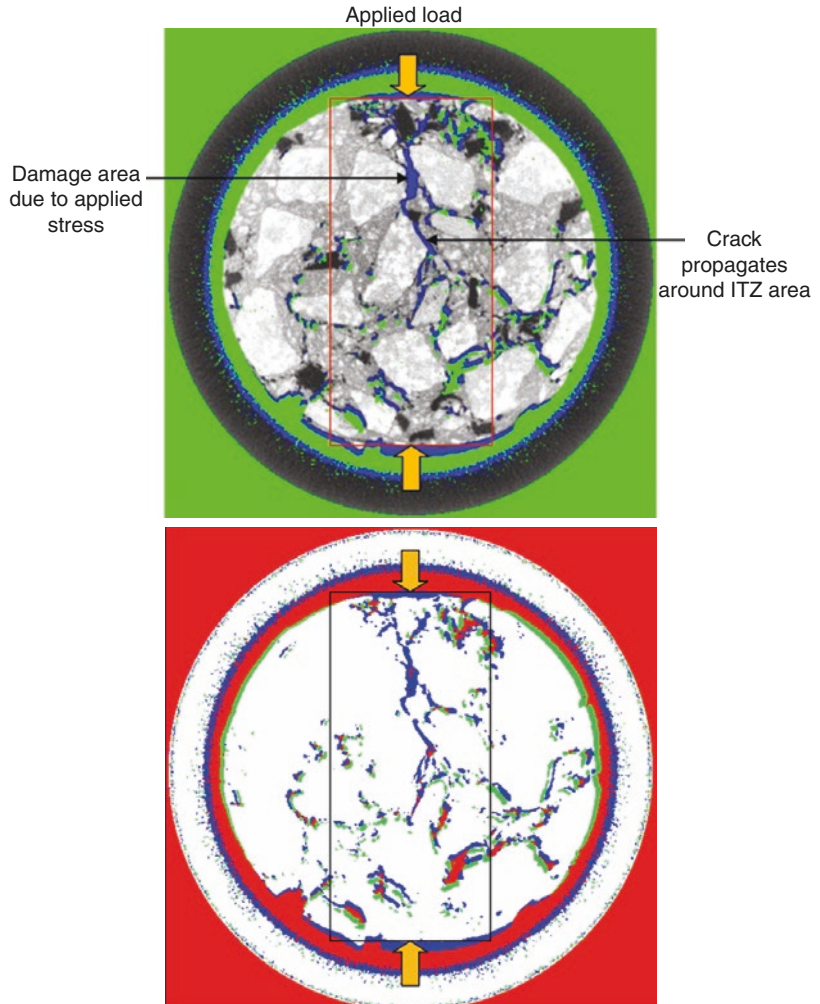 Applied load
Damage area
due to applied
stress
Crack
propagates
around ITZ area